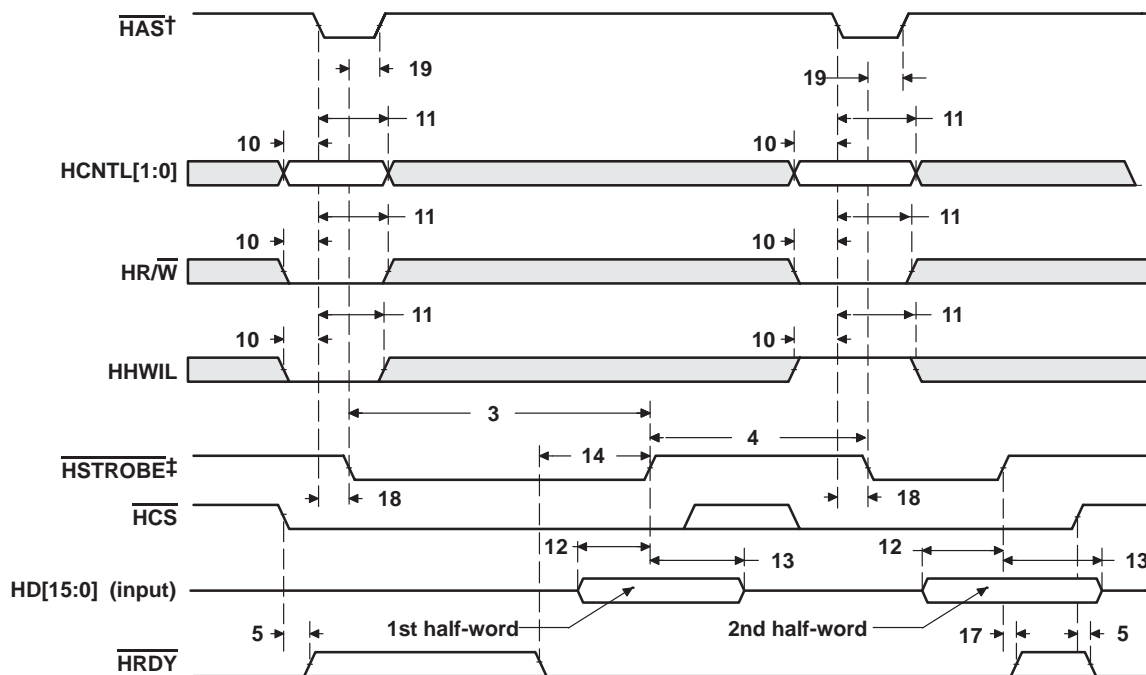 HAS†
19
19
11
11
10
10
HCNTL[1:0]
11
11
10
10
HR/W
11
11
10
10
HHWIL
3
4
14
HSTROBE‡
18
18
HCS
12
12
13
13
HD[15:0] (input)
1st half-word
2nd half-word
5
17
5
HRDY